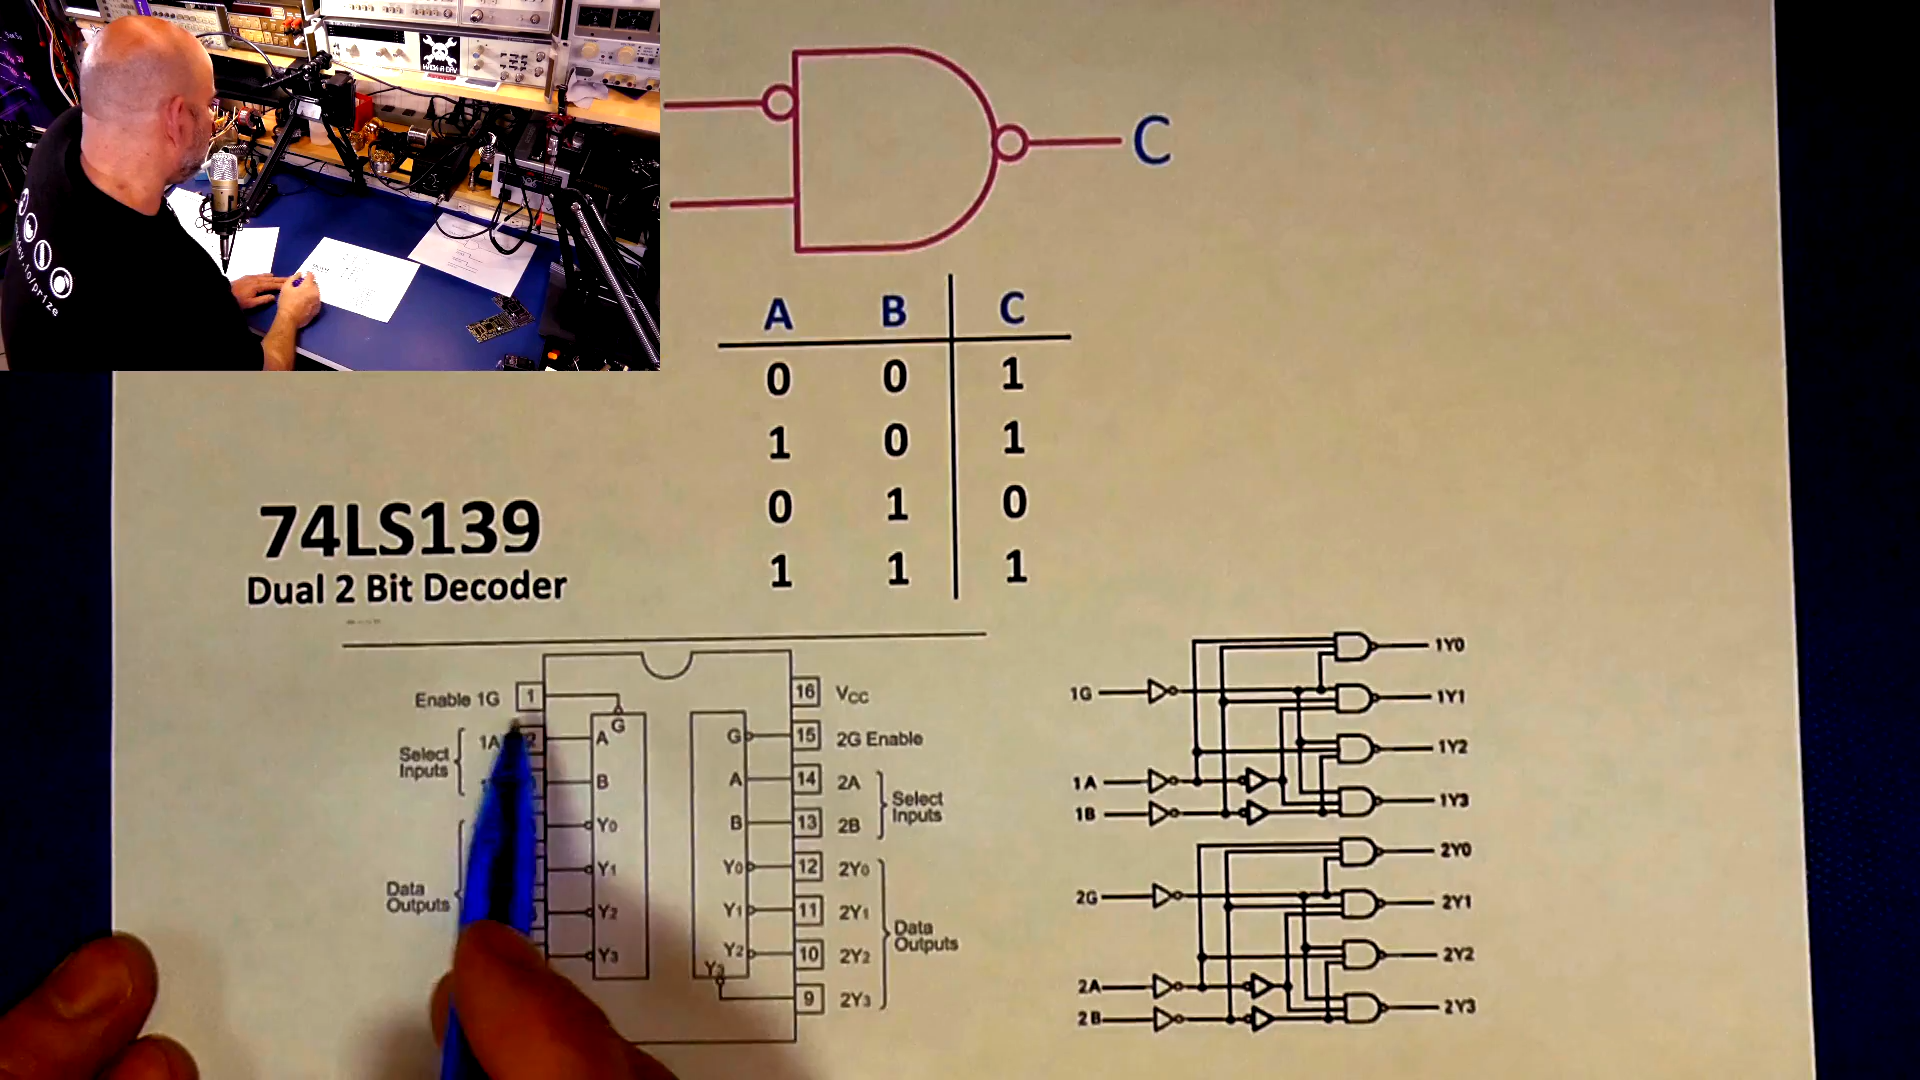 HACK A DAY
C
A B C
0 0 1
1 0 1
0 1 0
1 1 1
74LS139
Dual 2 Bit Decoder
Enable 1G 1
1A
Select
Inputs
Data
Outputs
G
A
B
Y0
Y1
Y2
Y3
G
A
B
Y0
Y1
Y2
Y3
16 VCC
15 2G Enable
14 2A
13 2B
Select
Inputs
12 2Y0
11 2Y1
10 2Y2
9 2Y3
Data
Outputs
1G
1A
1B
1Y0
1Y1
1Y2
1Y3
2G
2A
2B
2Y0
2Y1
2Y2
2Y3